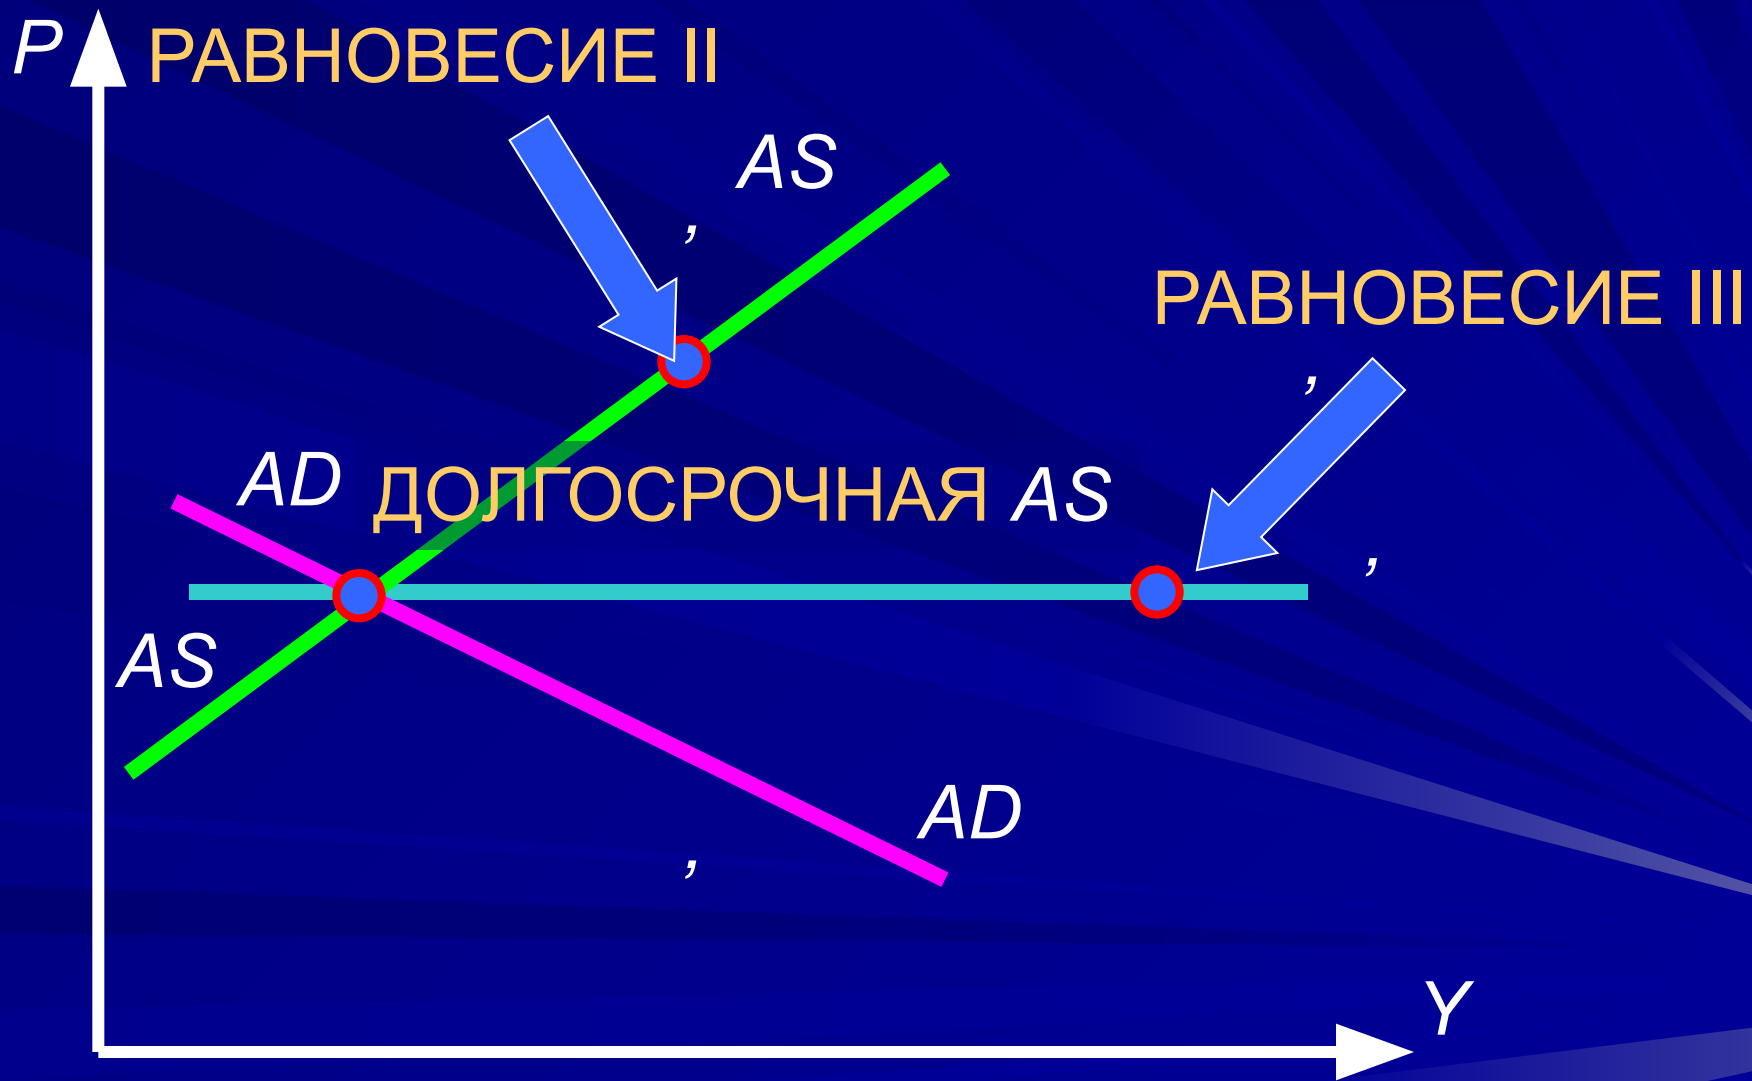 P РАВНОВЕСИЕ II
AS
,
РАВНОВЕСИЕ III
,
AD ДОЛГОСРОЧНАЯ AS
,
AS
AD
,
Y